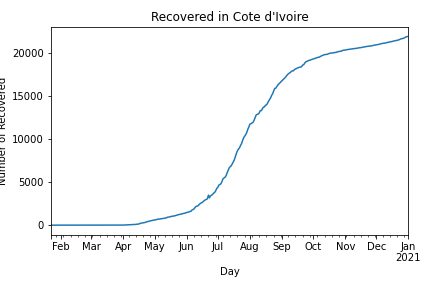 Recovered in Cote d'Ivoire
Number of Recovered
20000
15000
10000
5000
0
Feb Mar Apr May Jun Jul Aug Sep Oct Nov Dec Jan
2021
Day